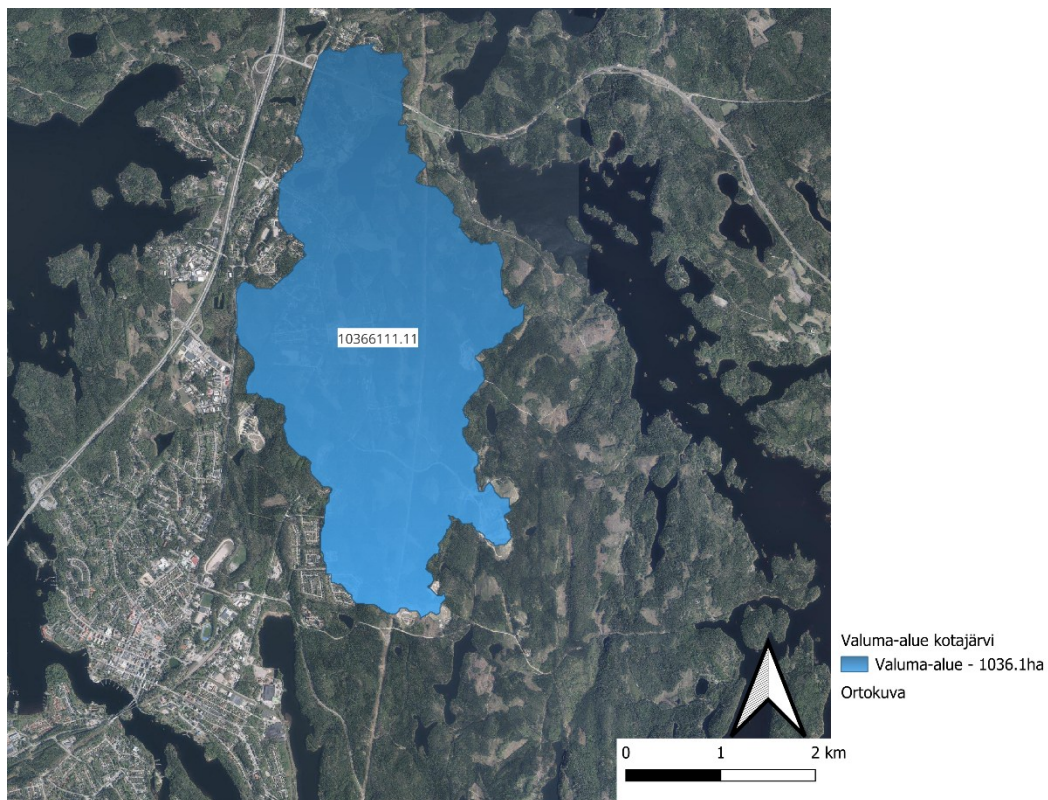 10366111.11
Valuma-alue kotajärvi
Valuma-alue - 1036.1ha
Ortokuva
0 1 2 km